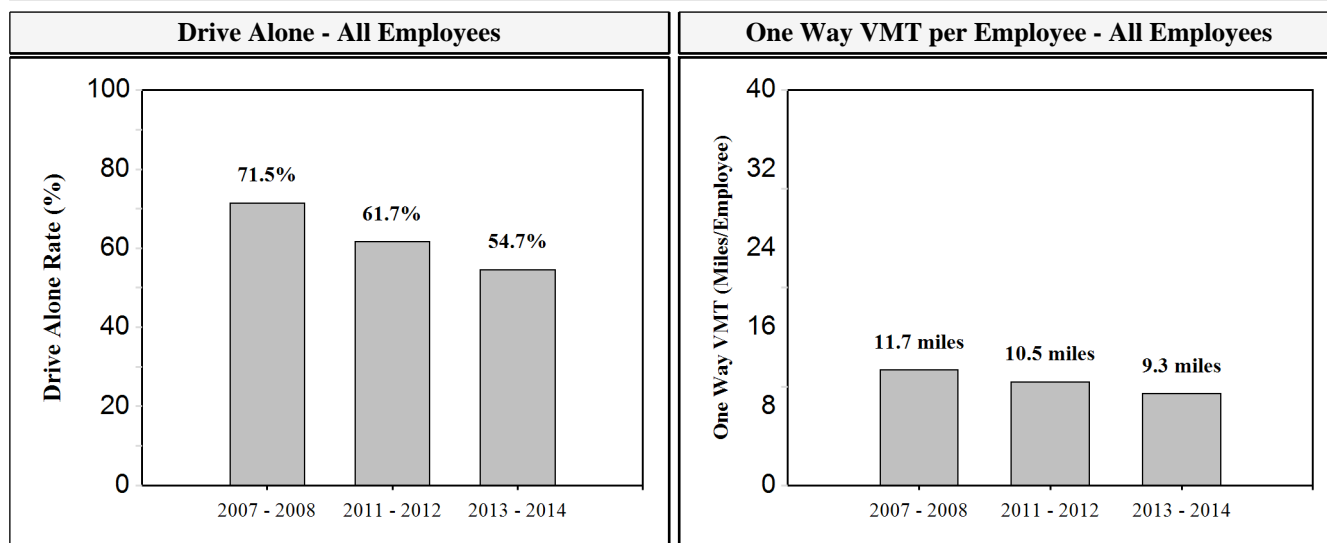 Drive Alone - All Employees
One Way VMT per Employee - All Employees
Drive Alone Rate (%)
100
80
60
40
20
0
71.5%
61.7%
54.7%
2007 - 2008
2011 - 2012
2013 - 2014
One Way VMT (Miles/Employee)
40
32
24
16
8
0
11.7 miles
10.5 miles
9.3 miles
2007 - 2008
2011 - 2012
2013 - 2014